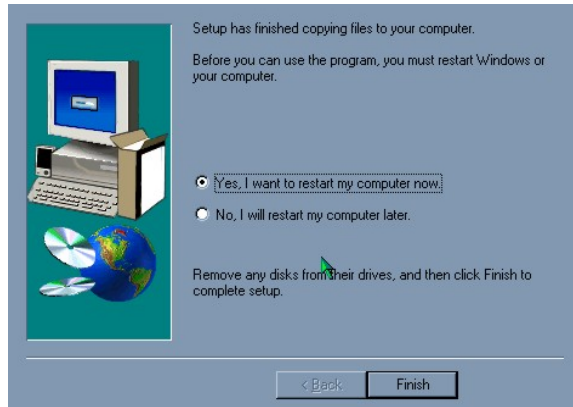 Setup has finished copying files to your computer.
Before you can use the program, you must restart Windows or
your computer.
Yes, I want to restart my computer now.
No, I will restart my computer later.
Remove any disks from their drives, and then click Finish to
complete setup.
< Back
Finish